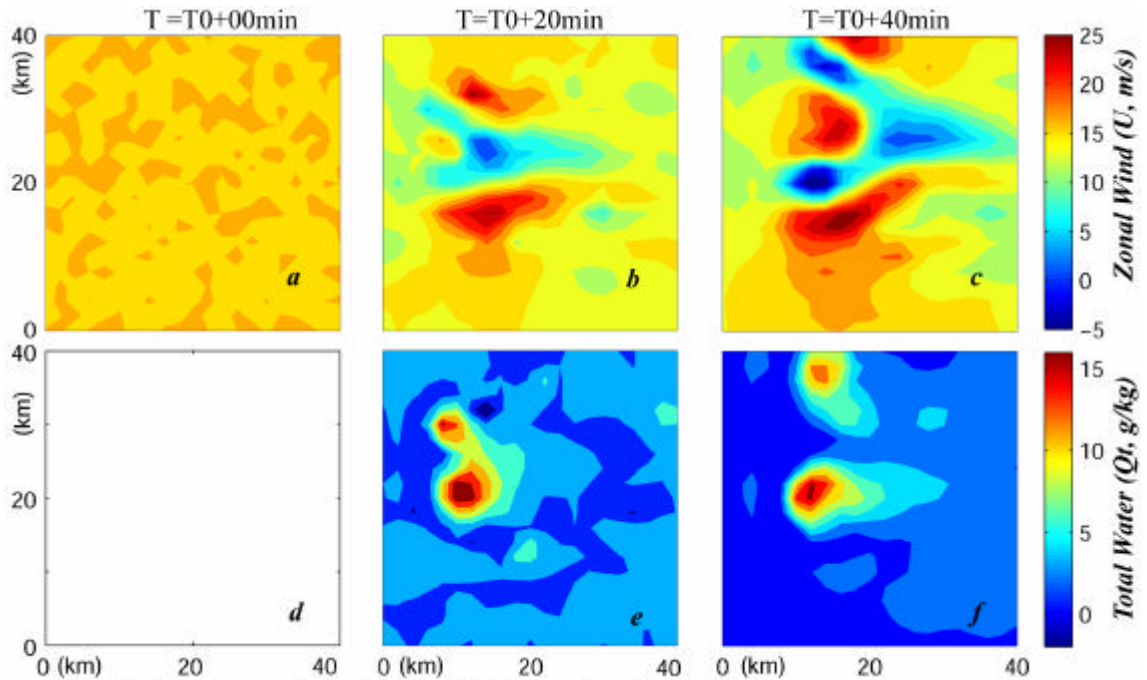 T =T0+00min T=T0+20min T=T0+40min
40
(km)
20
0
a b c
25
20
15
10
5
0
−5
Zonal Wind (U, m/s)
40
(km)
20
0
d e f
0 (km) 20 40 0 (km) 20 40 0 (km) 20 40
15
10
5
0
Total Water (Qt, g/kg)